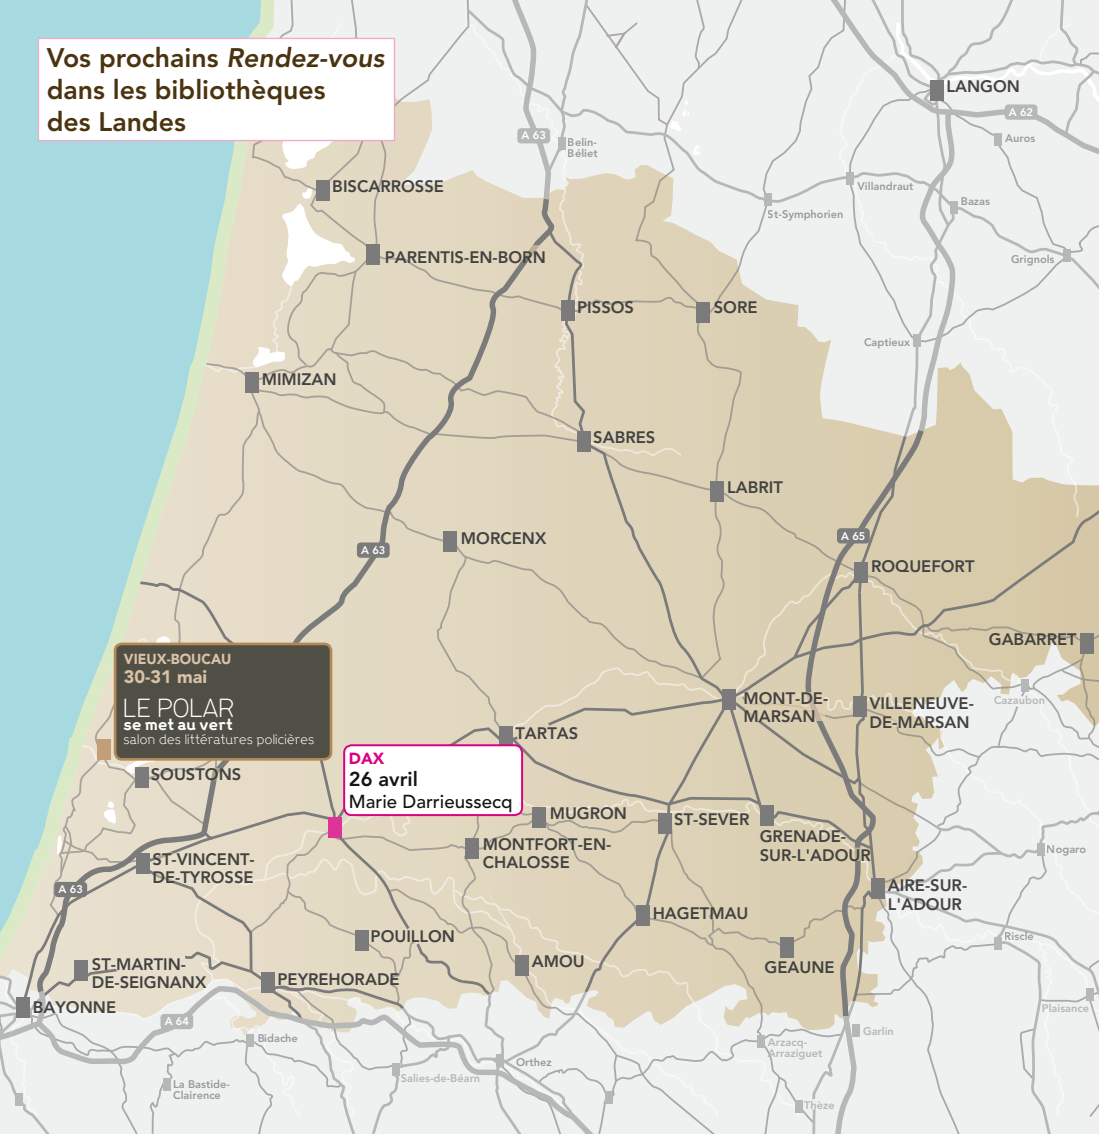 Vos prochains Rendez-vous
dans les bibliothèques
des Landes
LANGON
A 62
A 63
Belin-
Béliet
Auros
BISCARROSSE
Villandraut
Bazas
St-Symphorien
PARENTIS-EN-BORN
Grignols
PISSOS
SORE
Captieux
MIMIZAN
SABRES
LABRIT
A 65
MORCENX
A 63
ROQUEFORT
GABARRET
VIEUX-BOUCAU
30-31 mai
LE POLAR
se met au vert
salon des littératures policières
MONT-DE-
MARSAN
VILLENEUVE-
DE-MARSAN
Cazaubon
TARTAS
DAX
26 avril
Marie Darrieussecq
SOUSTONS
MUGRON
ST-SEVER
GRENADE-
SUR-L'ADOUR
MONTFORT-EN-
CHALOSSE
Nogaro
ST-VINCENT-
DE-TYROSSE
A 63
AIRE-SUR-
L'ADOUR
HAGETMAU
POUILLON
Riscle
AMOU
GEAUNE
ST-MARTIN-
DE-SEIGNANX
PEYREHORADE
BAYONNE
Plaisance
A 64
Garlin
Bidache
Arzacq-
Arraziguet
Orthez
Salies-de-Béarn
La Bastide-
Clairence
Thèze